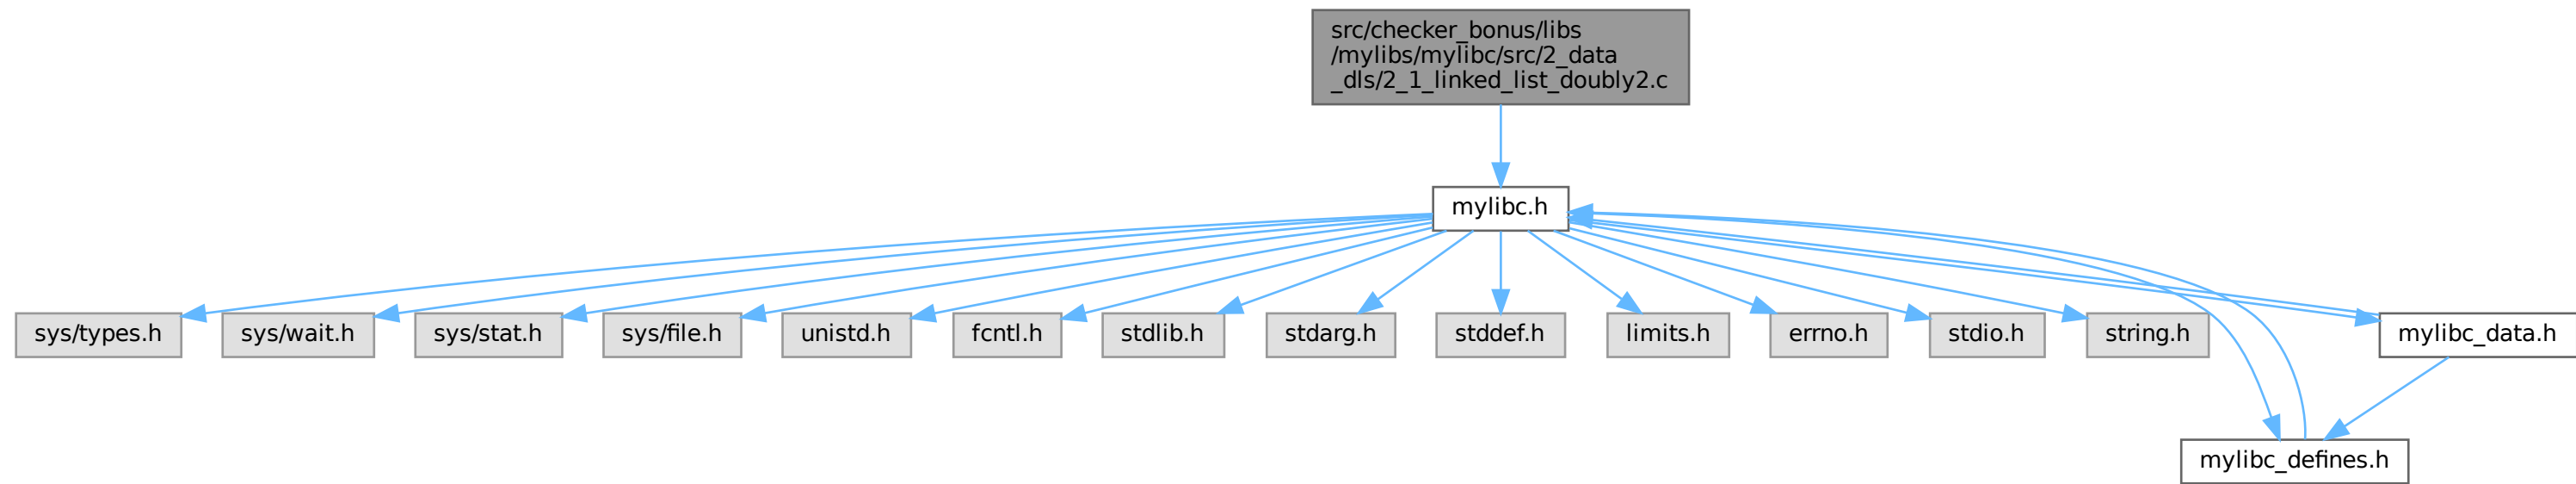 src/checker_bonus/libs
/mylibs/mylibc/src/2_data
_dls/2_1_linked_list_doubly2.c
mylibc.h
sys/types.h
sys/wait.h
sys/stat.h
sys/file.h
unistd.h
fcntl.h
stdlib.h
stdarg.h
stddef.h
limits.h
errno.h
stdio.h
string.h
mylibc_data.h
mylibc_defines.h